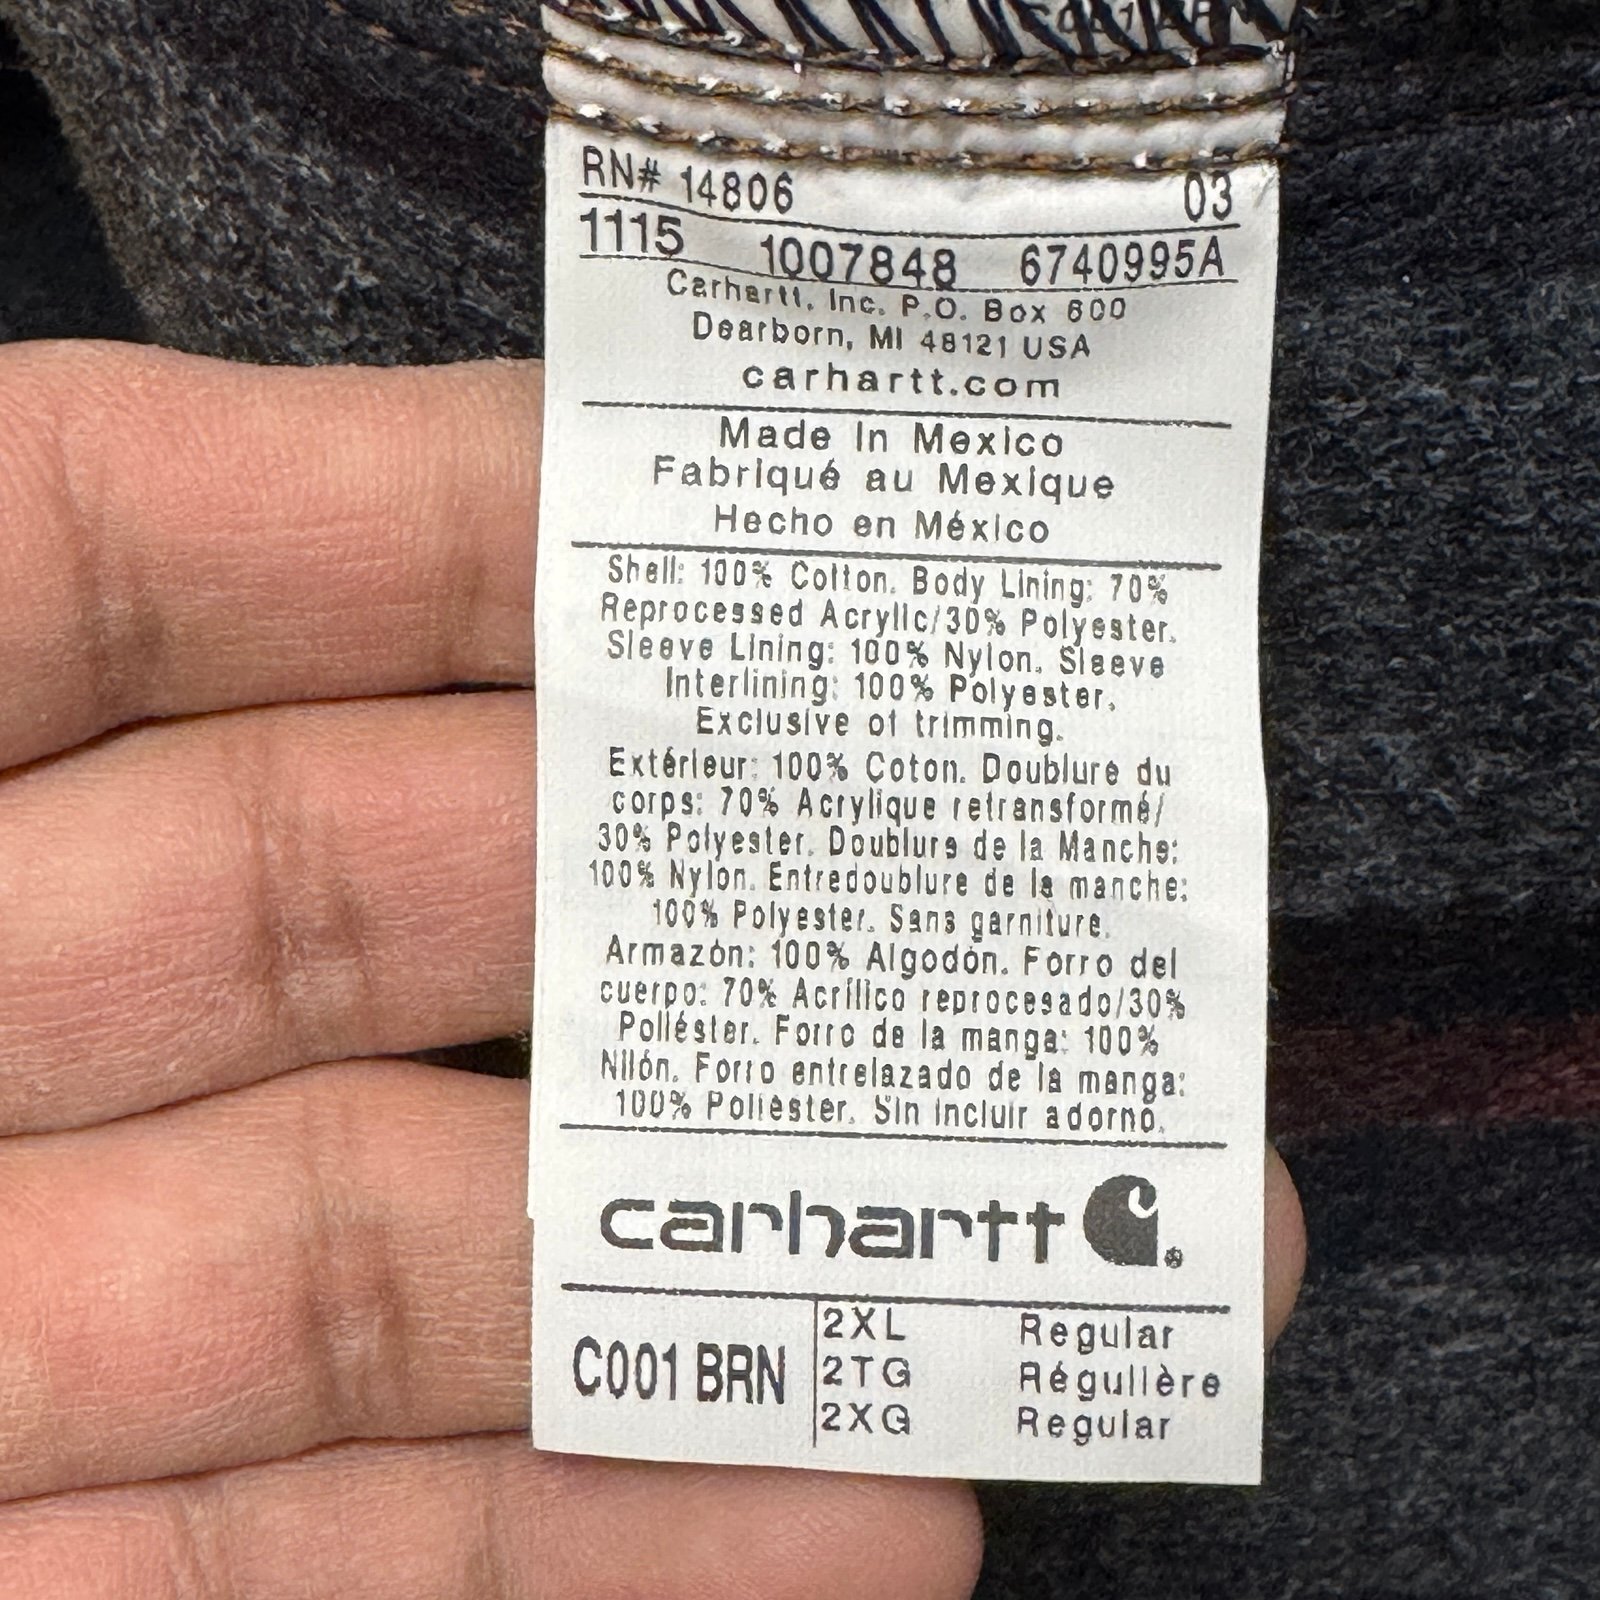 RN# 14806 03
1115 1007848 6740995A
Carhartt, Inc. P.O. Box 600
Dearborn, MI 48121 USA
carhartt.com
Made In Mexico
Fabriqué au Mexique
Hecho en México
Shell: 100% Cotton. Body Lining: 70%
Reprocessed Acrylic/30% Polyester.
Sleeve Lining: 100% Nylon. Sleeve
Interlining: 100% Polyester.
Exclusive of trimming.
Extérieur: 100% Coton. Doublure du
corps: 70% Acrylique retransformé/
30% Polyester. Doublure de la Manche:
100% Nylon. Entredoublure de la manche:
100% Polyester. Sans garniture.
Armazón: 100% Algodón. Forro del
cuerpo: 70% Acrílico reprocesado/30%
Poliéster. Forro de la manga: 100%
Nilón. Forro entrelazado de la manga:
100% Poliéster. Sin incluir adorno.
carhartt ®
C001 BRN
2XL Regular
2TG Régulière
2XG Regular